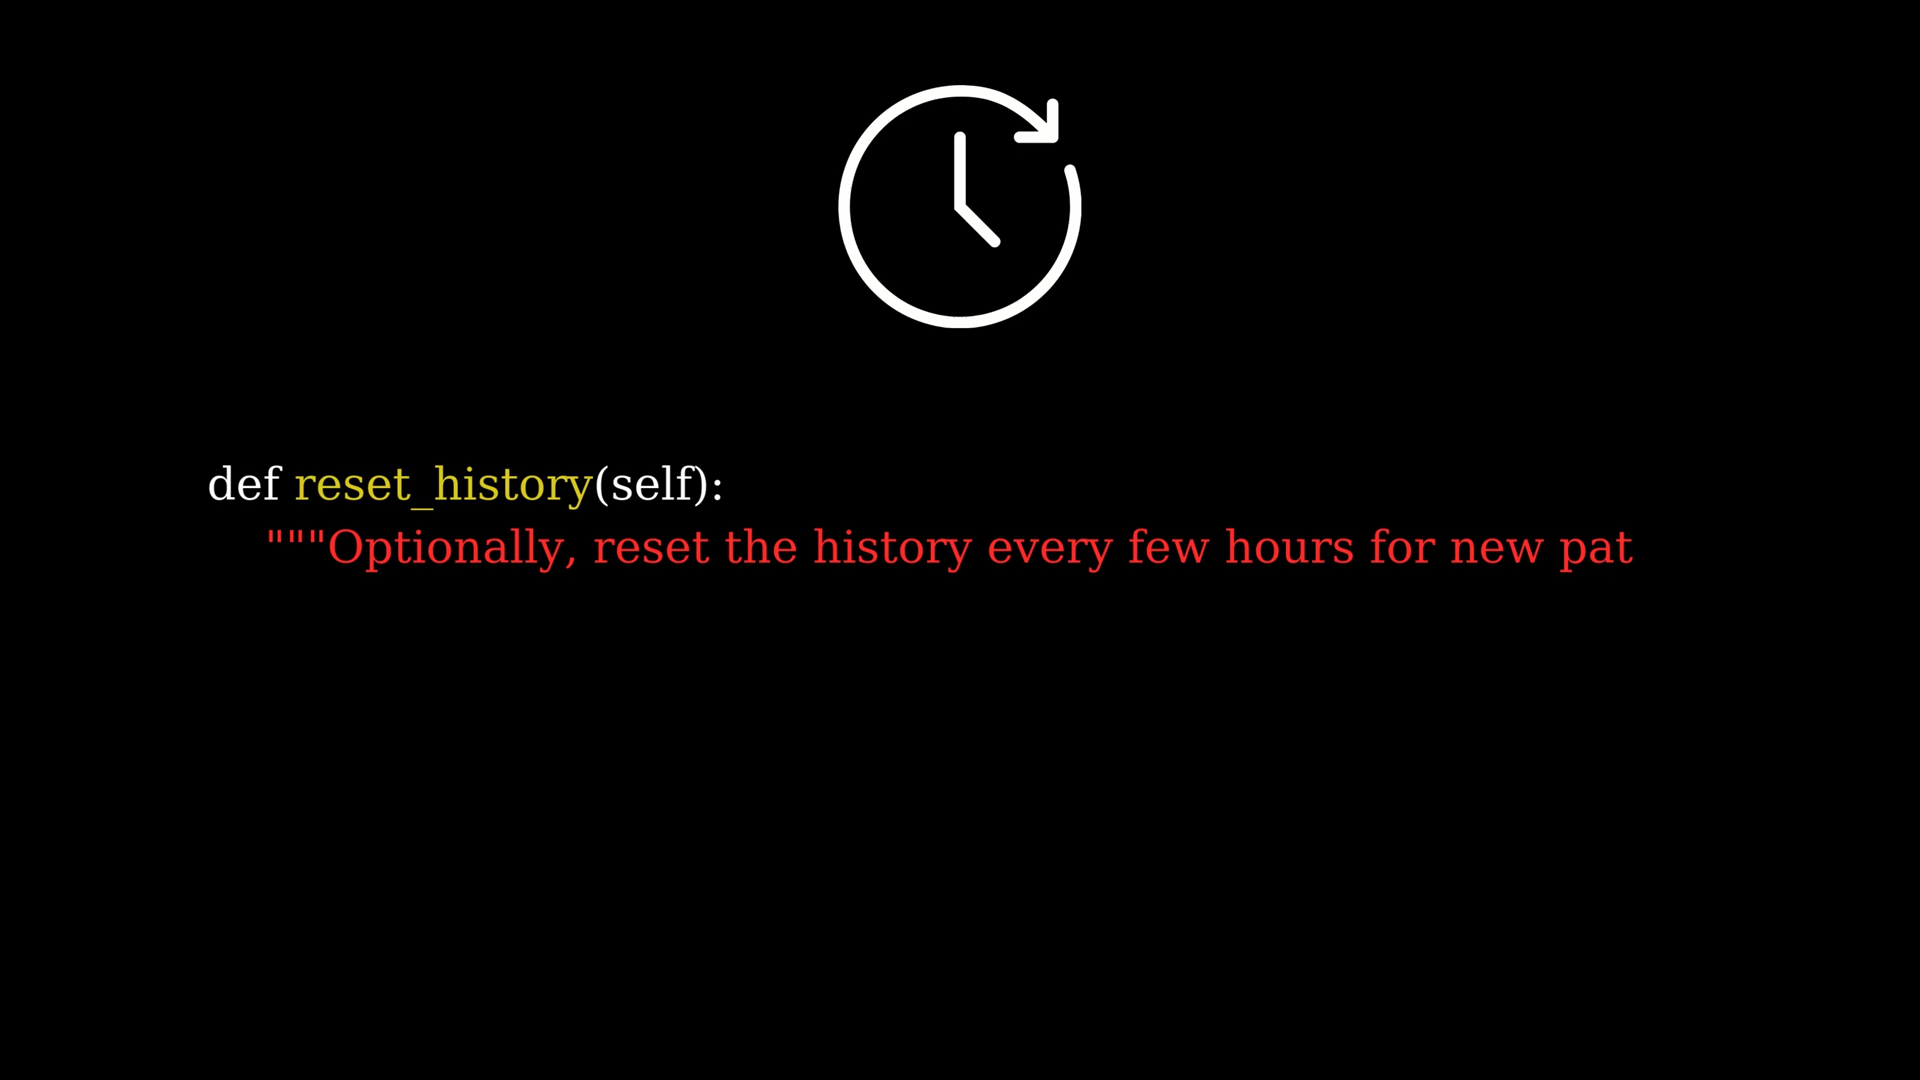 def reset_history(self):
"""Optionally, reset the history every few hours for new pat